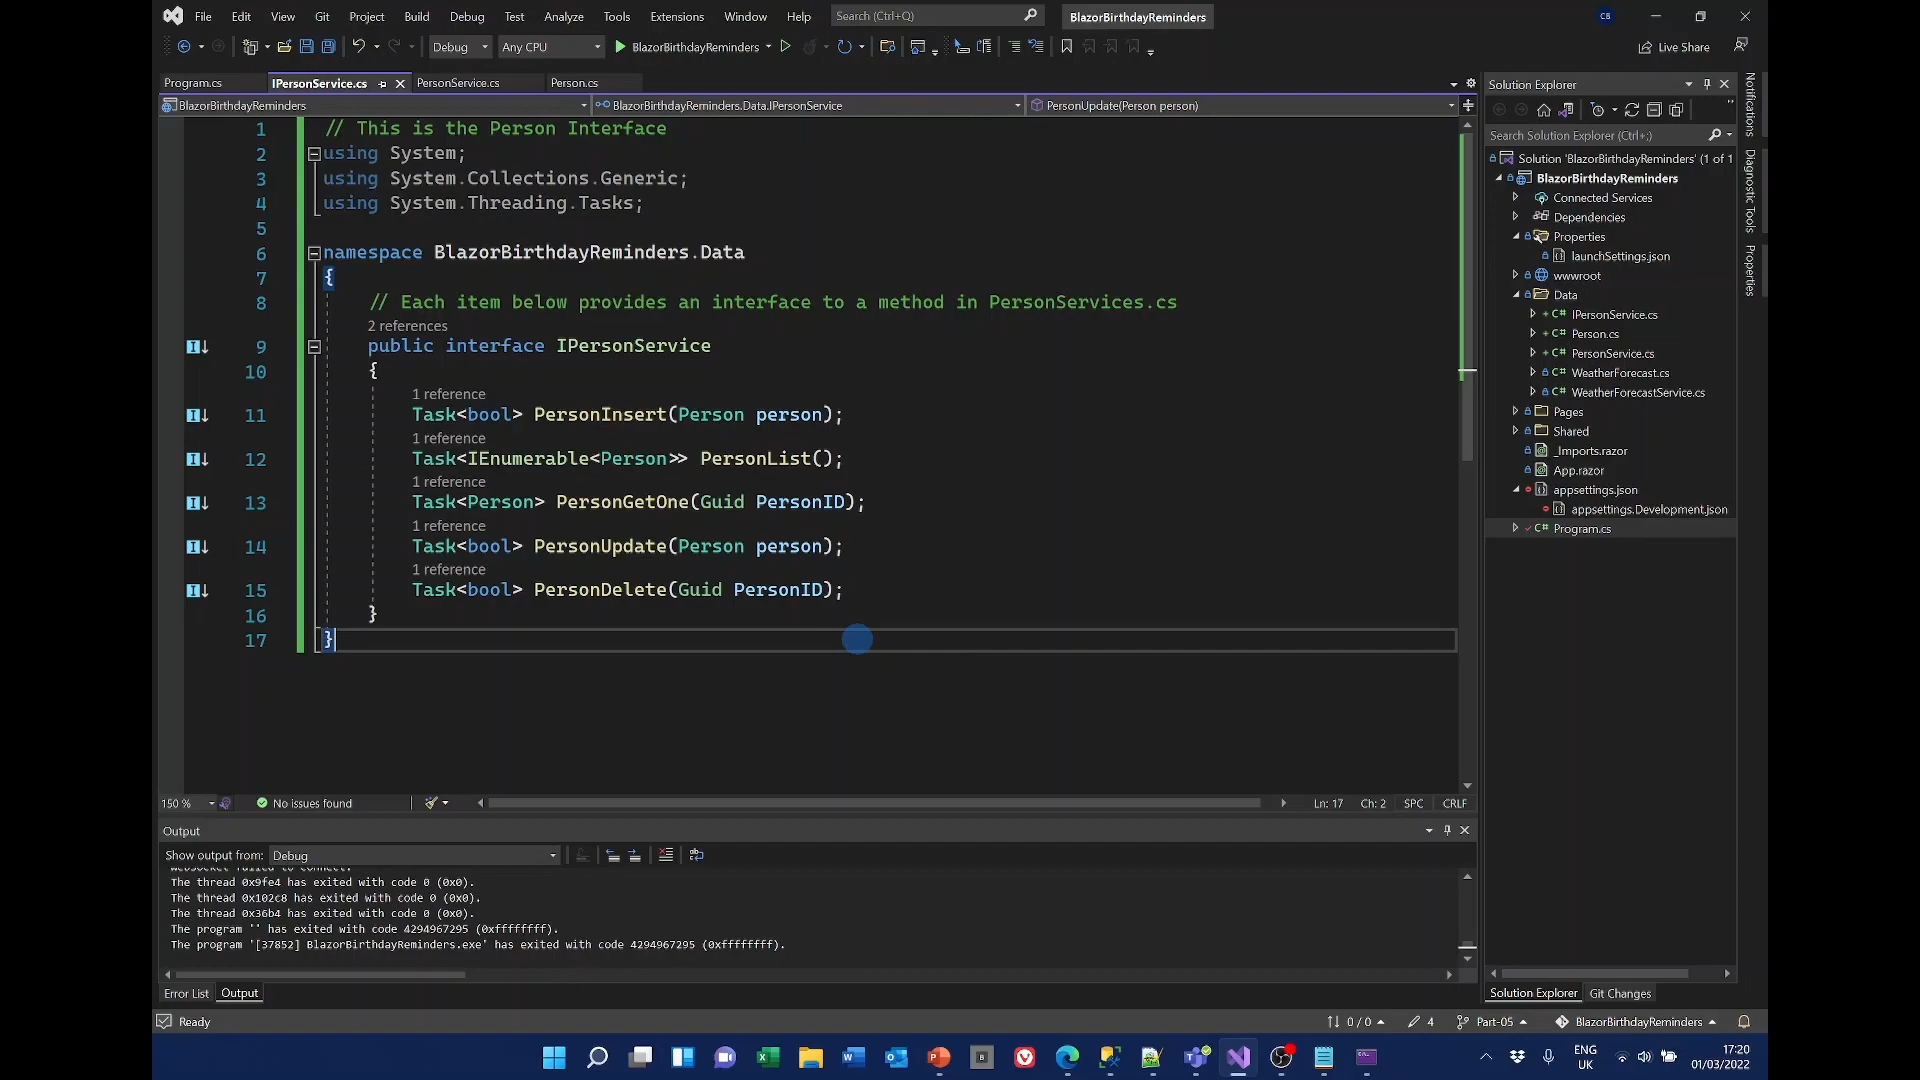 File Edit View Git Project Build Debug Test Analyze Tools Extensions Window Help Search (Ctrl+Q) BlazorBirthdayReminders CB
Debug Any CPU BlazorBirthdayReminders Live Share
Program.cs IPersonService.cs PersonService.cs Person.cs
BlazorBirthdayReminders BlazorBirthdayReminders.Data.IPersonService PersonUpdate(Person person)
1 // This is the Person Interface
2 using System;
3 using System.Collections.Generic;
4 using System.Threading.Tasks;
5
6 namespace BlazorBirthdayReminders.Data
7 {
8 // Each item below provides an interface to a method in PersonServices.cs
2 references
9 public interface IPersonService
10 {
1 reference
11 Task<bool> PersonInsert(Person person);
1 reference
12 Task<IEnumerable<Person>> PersonList();
1 reference
13 Task<Person> PersonGetOne(Guid PersonID);
1 reference
14 Task<bool> PersonUpdate(Person person);
1 reference
15 Task<bool> PersonDelete(Guid PersonID);
16 }
17 }
150 % No issues found Ln: 17 Ch: 2 SPC CRLF
Output
Show output from: Debug
WebSocket failed to connect.
The thread 0x9fe4 has exited with code 0 (0x0).
The thread 0x102c8 has exited with code 0 (0x0).
The thread 0x36b4 has exited with code 0 (0x0).
The program '' has exited with code 4294967295 (0xffffffff).
The program '[37852] BlazorBirthdayReminders.exe' has exited with code 4294967295 (0xffffffff).
Error List Output
Solution Explorer
Search Solution Explorer (Ctrl+;)
Solution 'BlazorBirthdayReminders' (1 of 1
BlazorBirthdayReminders
Connected Services
Dependencies
Properties
launchSettings.json
wwwroot
Data
IPersonService.cs
Person.cs
PersonService.cs
WeatherForecast.cs
WeatherForecastService.cs
Pages
Shared
_Imports.razor
App.razor
appsettings.json
appsettings.Development.json
Program.cs
Solution Explorer Git Changes
Notifications
Diagnostic Tools
Properties
Ready 0 / 0 4 Part-05 BlazorBirthdayReminders
ENG 17:20
UK 01/03/2022